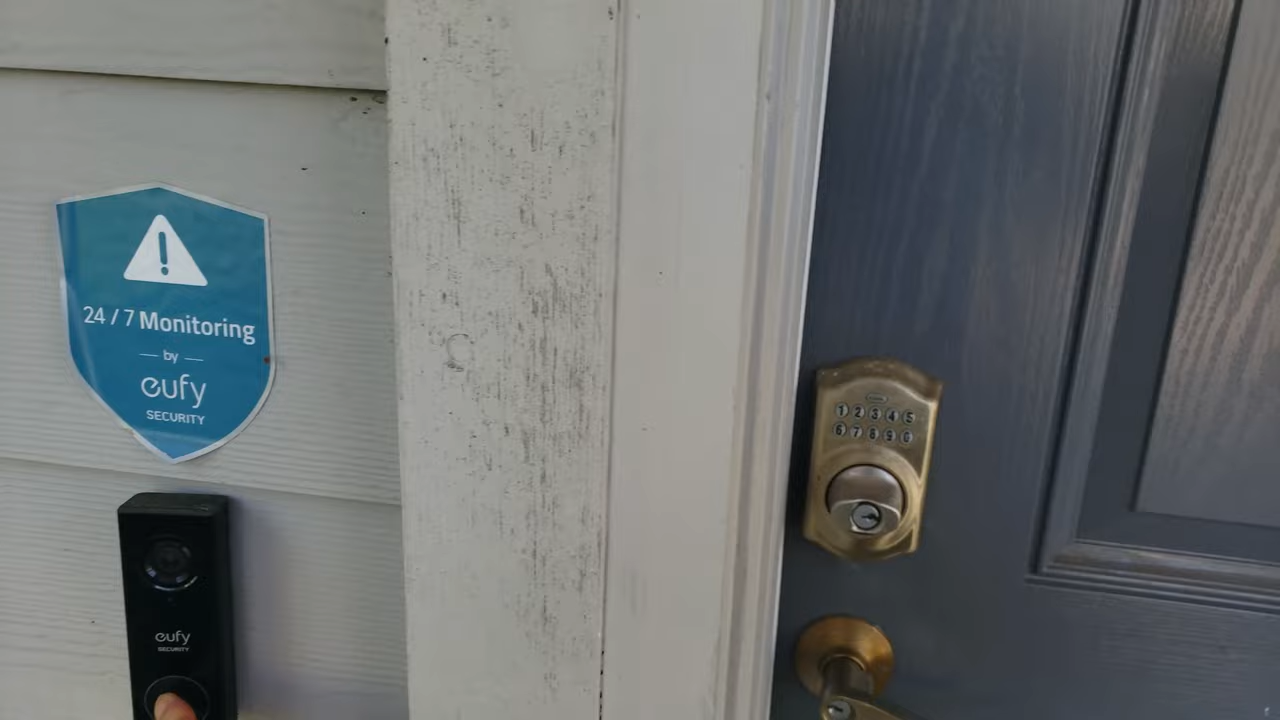 24 / 7 Monitoring
by
eufy
SECURITY
eufy
SECURITY
1 2 3 4 5
6 7 8 9 0